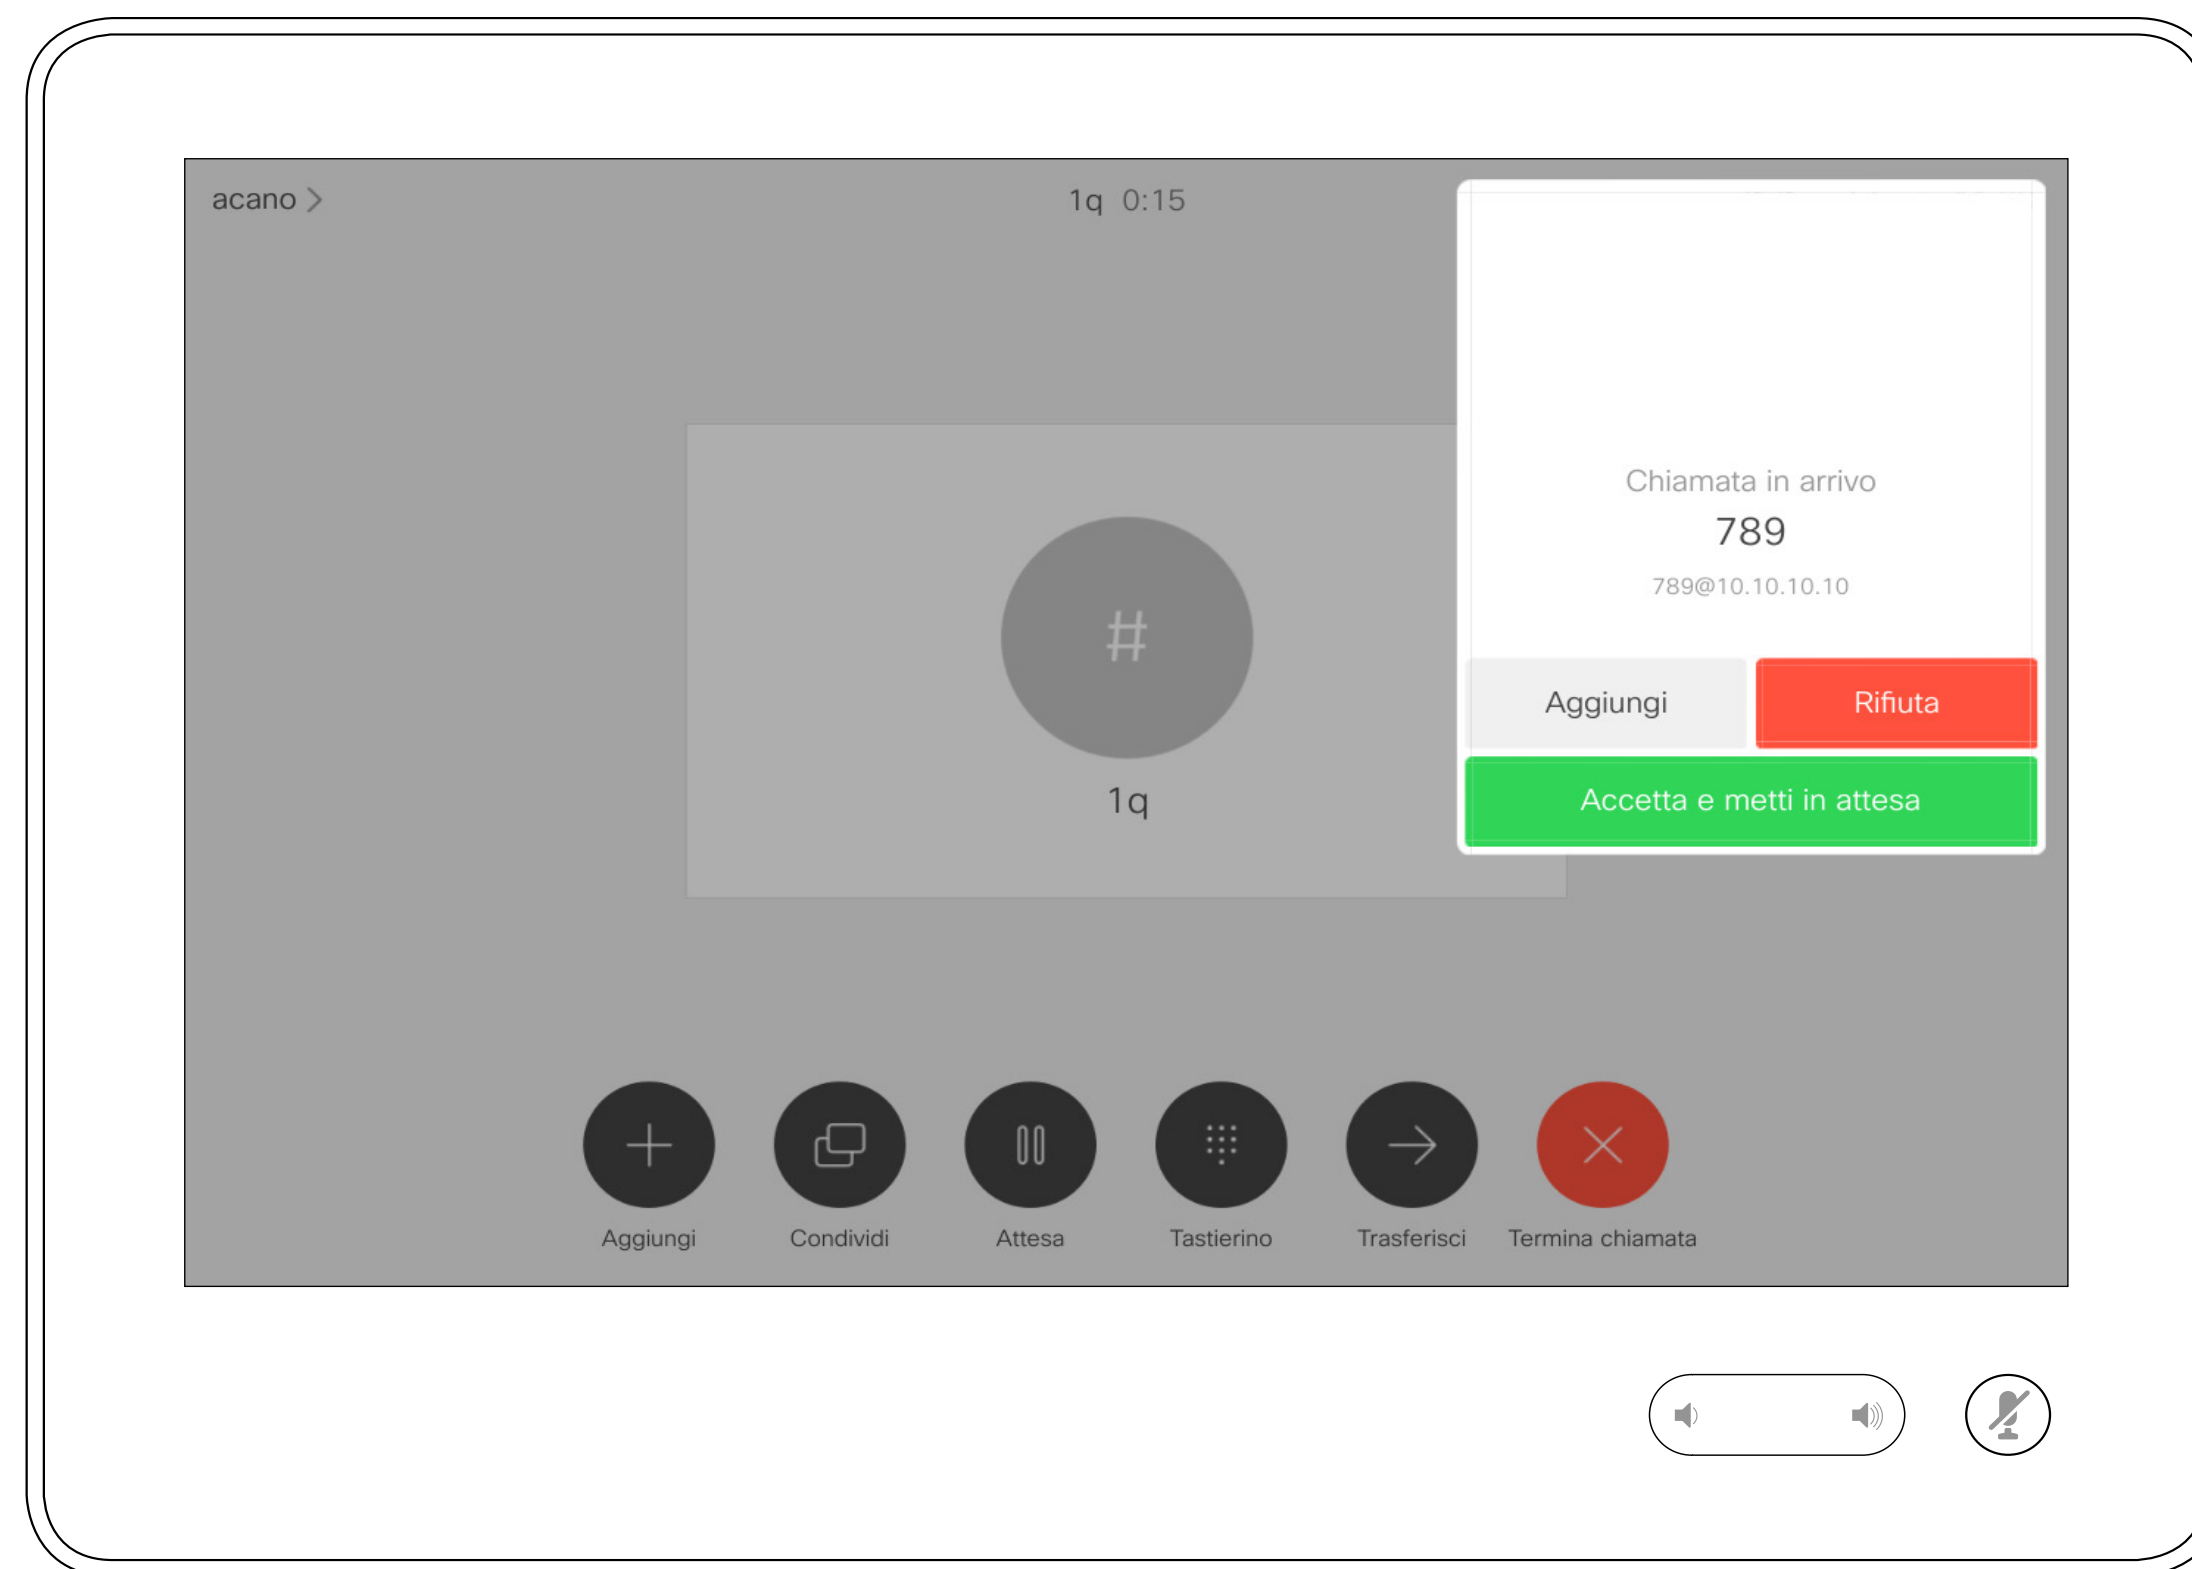 acano
1q 0:15
Chiamata in arrivo
789
789@10.10.10.10
Aggiungi
Rifiuta
Accetta e metti in attesa
#
1q
Aggiungi
Condividi
Attesa
Tastierino
Trasferisci
Termina chiamata